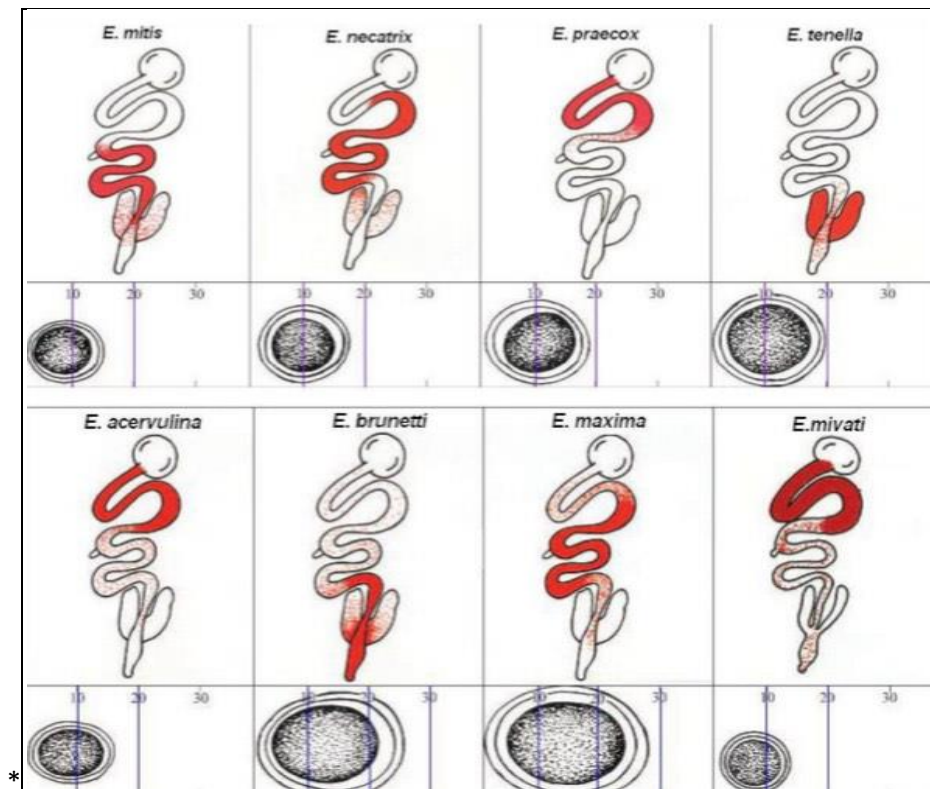 E. mitis E. necatrix E. praecox E. tenella
10 30 10 20 30 10 20 30 10 20 30
E. acervulina E. brunetti E. maxima E.mivati
10 20 30 10 20 30 10 20 30 10 20 30
*